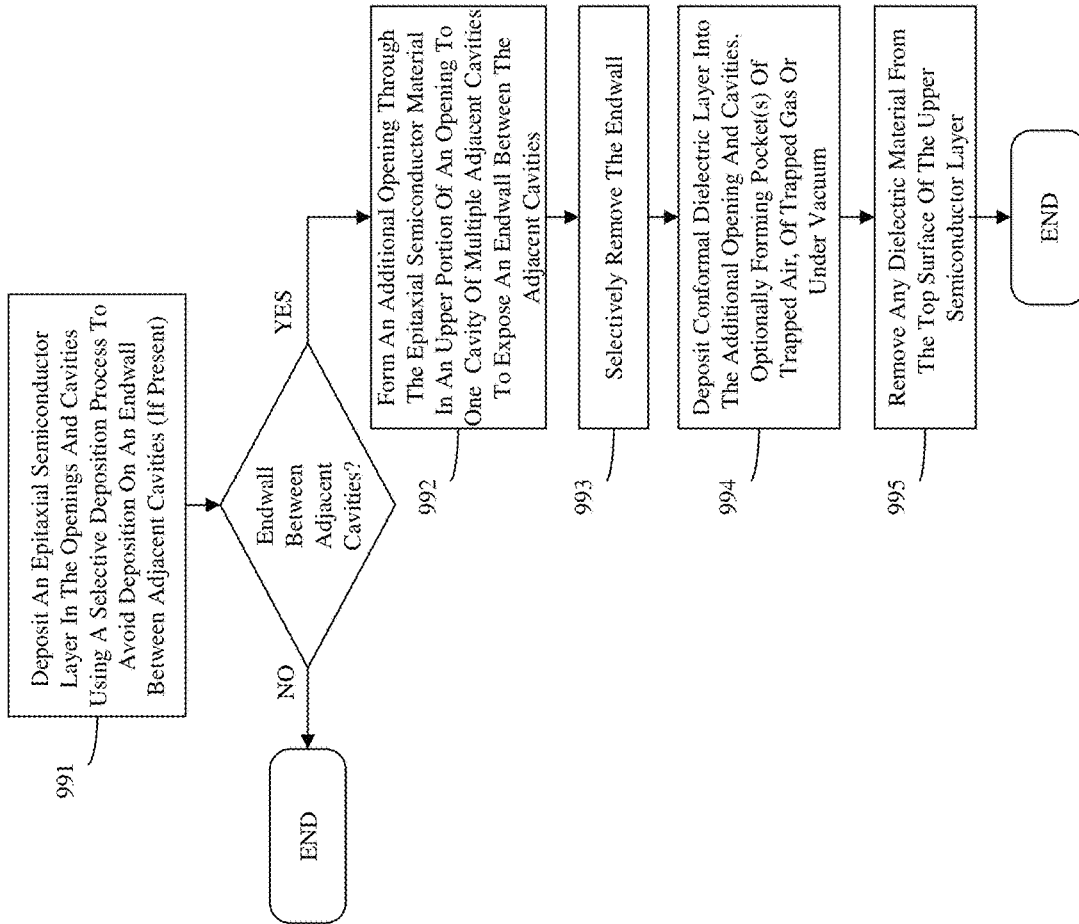 Deposit An Epitaxial Semiconductor
Layer In The Openings And Cavities
Using A Selective Deposition Process To
Avoid Deposition On An Endwall
Between Adjacent Cavities (If Present)
991
Endwall
Between
Adjacent
Cavities?
NO
YES
END
Form An Additional Opening Through
The Epitaxial Semiconductor Material
In An Upper Portion Of An Opening To
One Cavity Of Multiple Adjacent Cavities
To Expose An Endwall Between The
Adjacent Cavities
992
Selectively Remove The Endwall
993
Deposit Conformal Dielectric Layer Into
The Additional Opening And Cavities,
Optionally Forming Pocket(s) Of
Trapped Air, Of Trapped Gas Or
Under Vacuum
994
Remove Any Dielectric Material From
The Top Surface Of The Upper
Semiconductor Layer
995
END